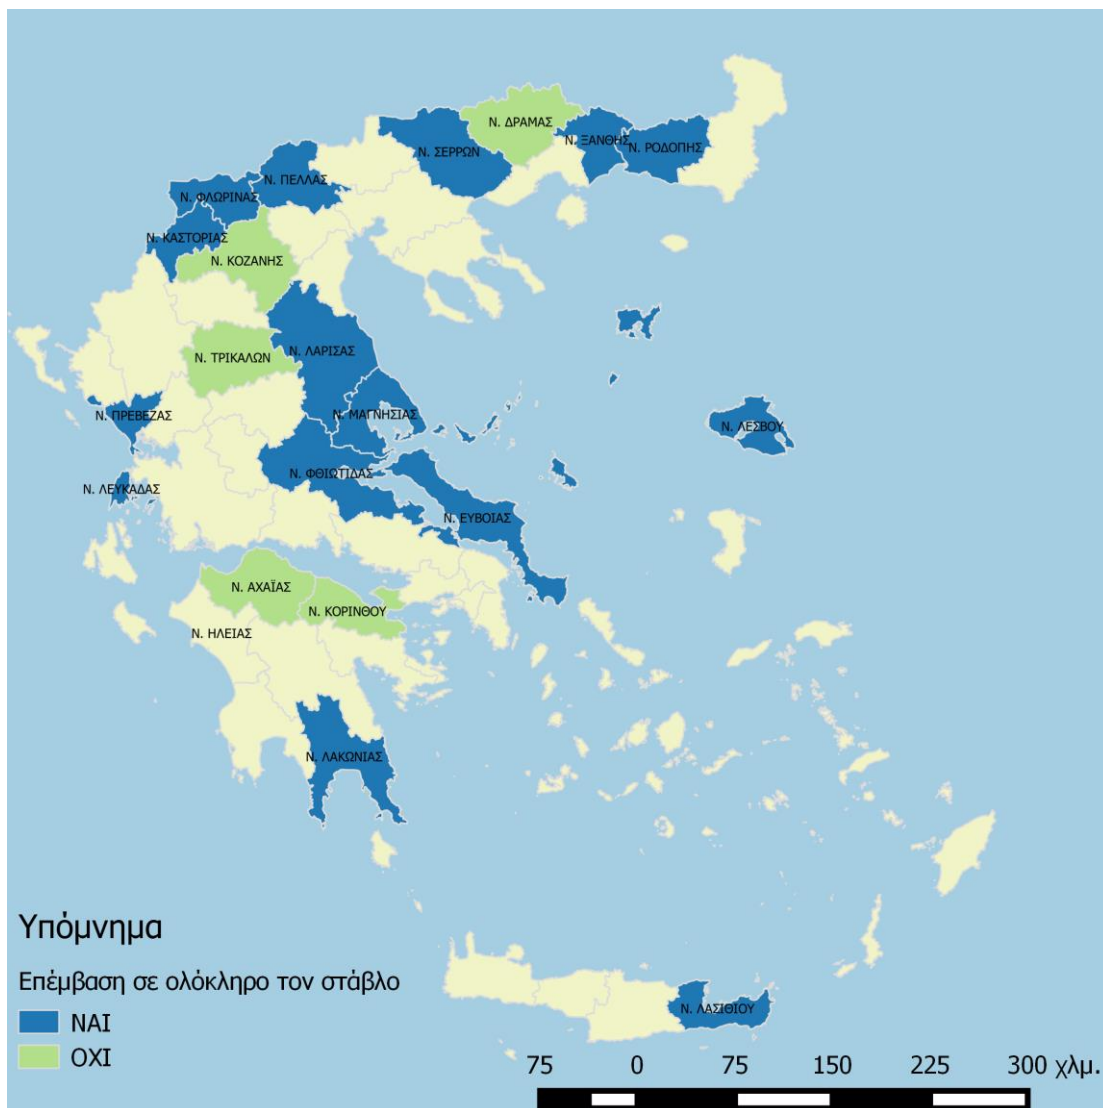 Ν. ΔΡΑΜΑΣ
Ν. ΞΑΝΘΗΣ
Ν. ΡΟΔΟΠΗΣ
Ν. ΣΕΡΡΩΝ
Ν. ΠΕΛΛΑΣ
Ν. ΦΛΩΡΙΝΑΣ
Ν. ΚΑΣΤΟΡΙΑΣ
Ν. ΚΟΖΑΝΗΣ
Ν. ΛΑΡΙΣΑΣ
Ν. ΤΡΙΚΑΛΩΝ
Ν. ΠΡΕΒΕΖΑΣ
Ν. ΜΑΓΝΗΣΙΑΣ
Ν. ΛΕΣΒΟΥ
Ν. ΦΘΙΩΤΙΔΑΣ
Ν. ΛΕΥΚΑΔΑΣ
Ν. ΕΥΒΟΙΑΣ
Ν. ΑΧΑΪΑΣ
Ν. ΚΟΡΙΝΘΟΥ
Ν. ΗΛΕΙΑΣ
Ν. ΛΑΚΩΝΙΑΣ
Υπόμνημα
Επέμβαση σε ολόκληρο τον στάβλο
ΝΑΙ
ΟΧΙ
Ν. ΛΑΣΙΘΙΟΥ
75 0 75 150 225 300 χλμ.